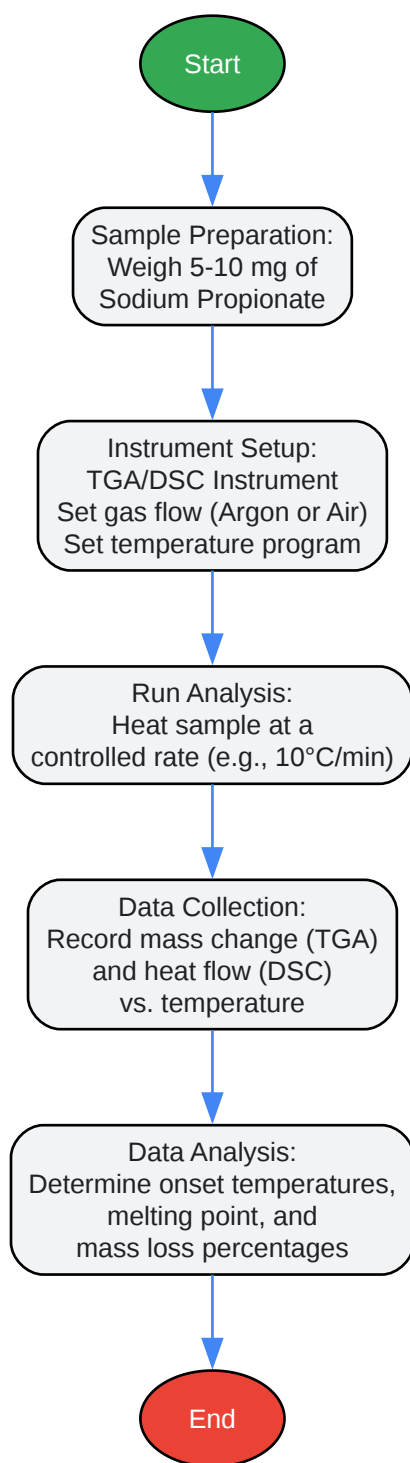 Start
Sample Preparation:
Weigh 5-10 mg of
Sodium Propionate
Instrument Setup:
TGA/DSC Instrument
Set gas flow (Argon or Air)
Set temperature program
Run Analysis:
Heat sample at a
controlled rate (e.g., 10°C/min)
Data Collection:
Record mass change (TGA)
and heat flow (DSC)
vs. temperature
Data Analysis:
Determine onset temperatures,
melting point, and
mass loss percentages
End